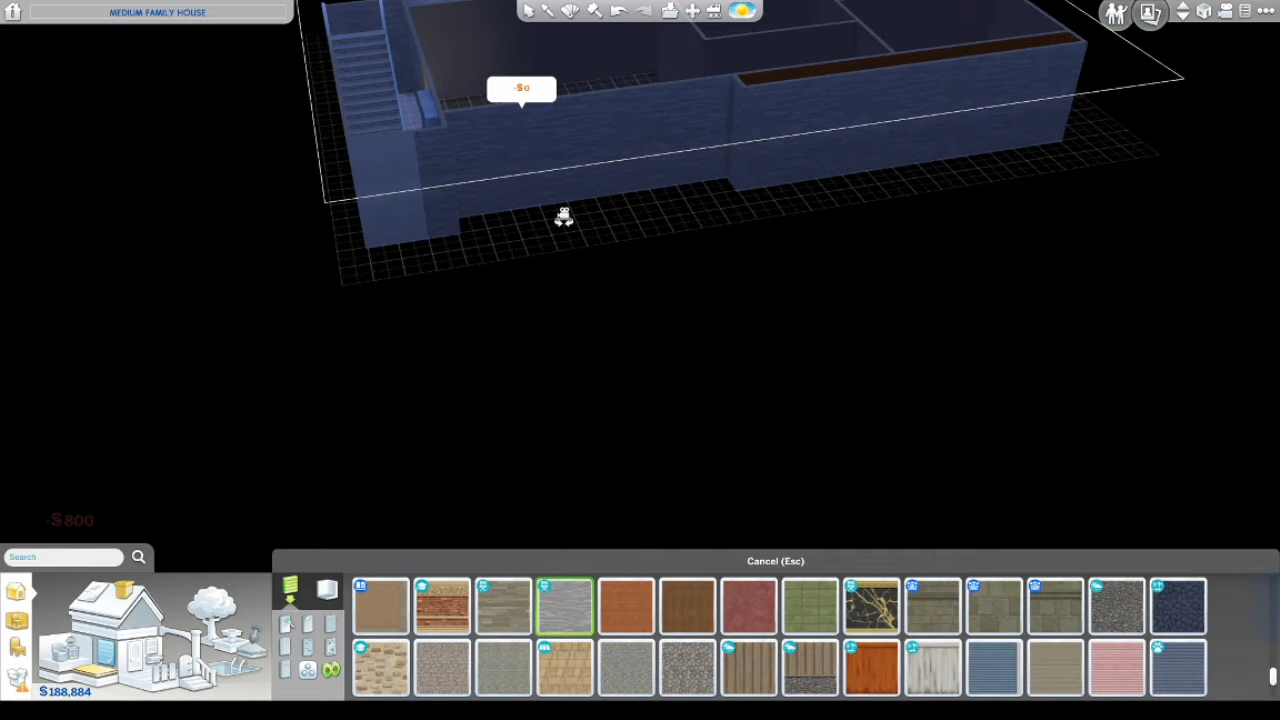 MEDIUM FAMILY HOUSE
-$0
-$800
Search
Cancel (Esc)
$188,884